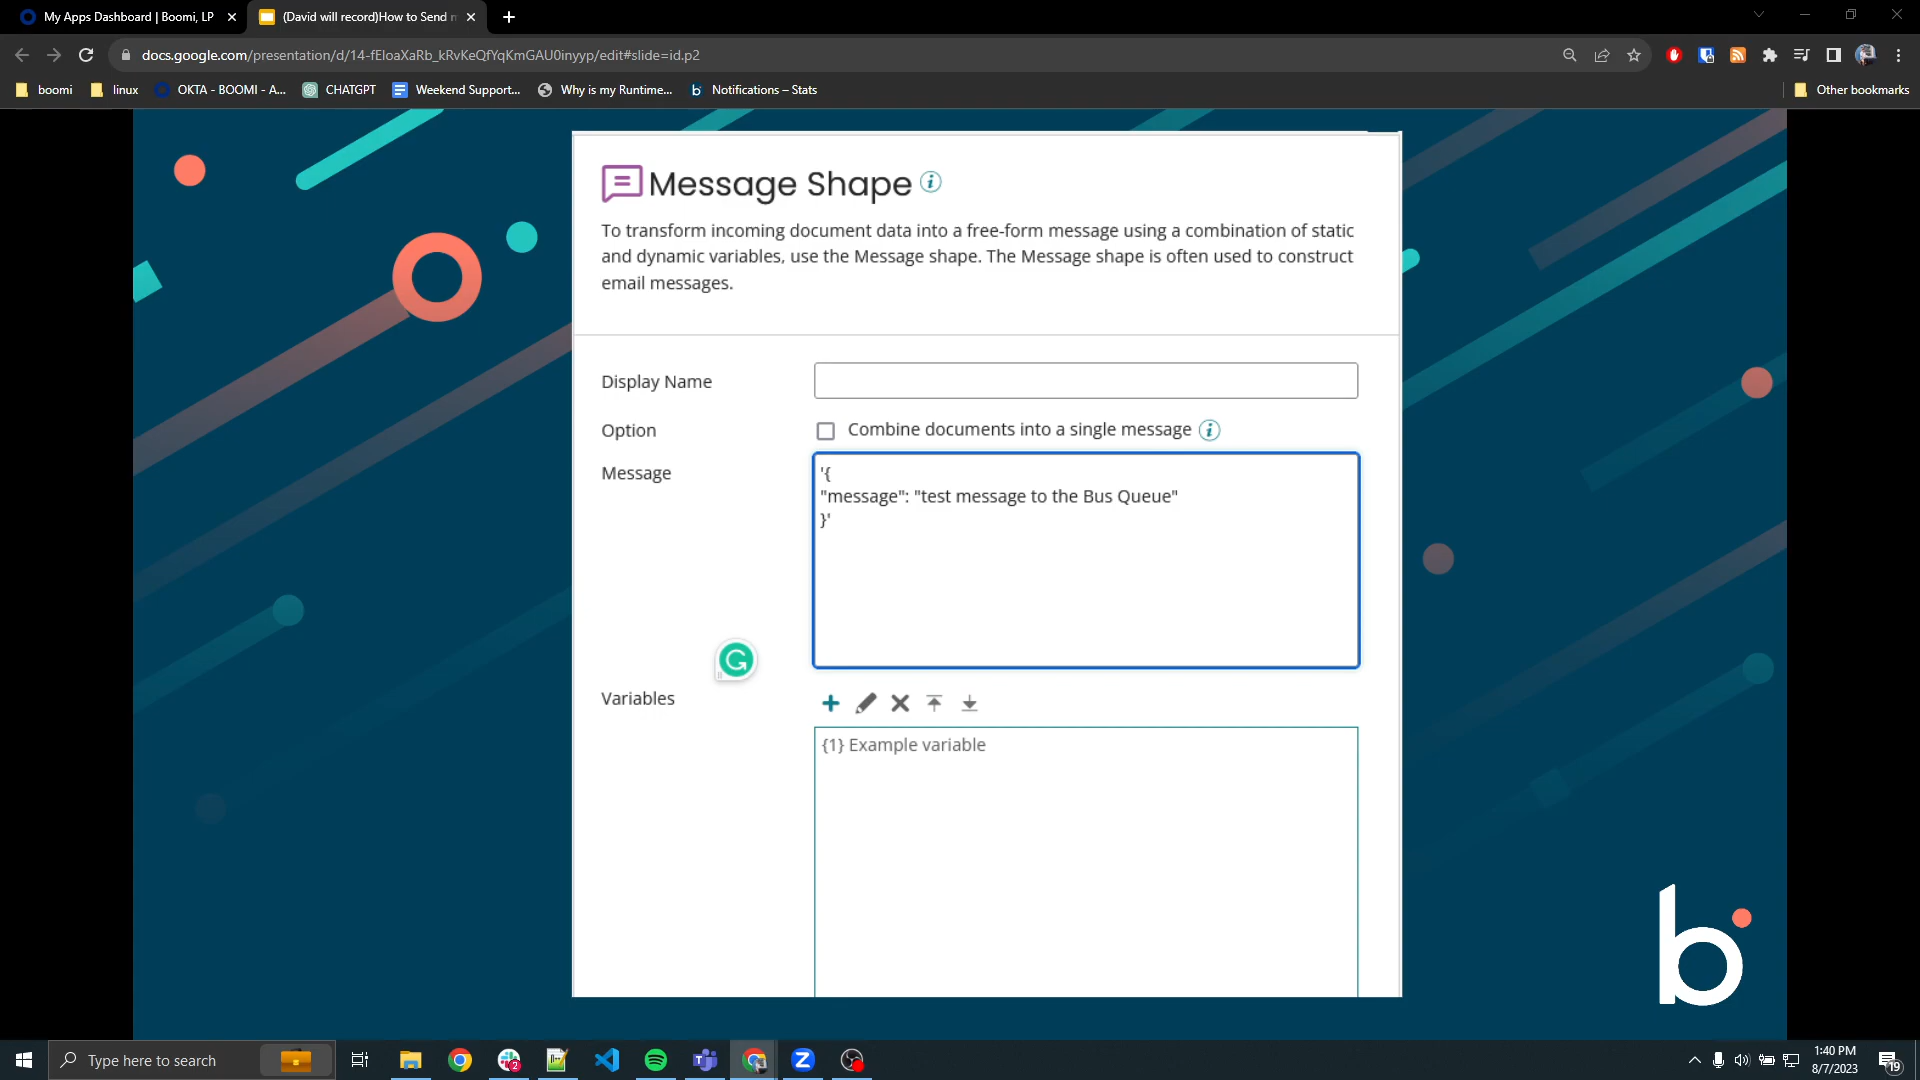 My Apps Dashboard | Boomi, LP
(David will record)How to Send m
docs.google.com/presentation/d/14-fEIoaXaRb_kRvKeQfYqKmGAU0inyyp/edit#slide=id.p2
boomi
linux
OKTA - BOOMI - A...
CHATGPT
Weekend Support...
Why is my Runtime...
Notifications – Stats
Other bookmarks
Message Shape
To transform incoming document data into a free-form message using a combination of static
and dynamic variables, use the Message shape. The Message shape is often used to construct
email messages.
Display Name
Option
Combine documents into a single message
Message
'{
"message": "test message to the Bus Queue"
}'
Variables
{1} Example variable
b
Type here to search
2
1:40 PM
8/7/2023
19